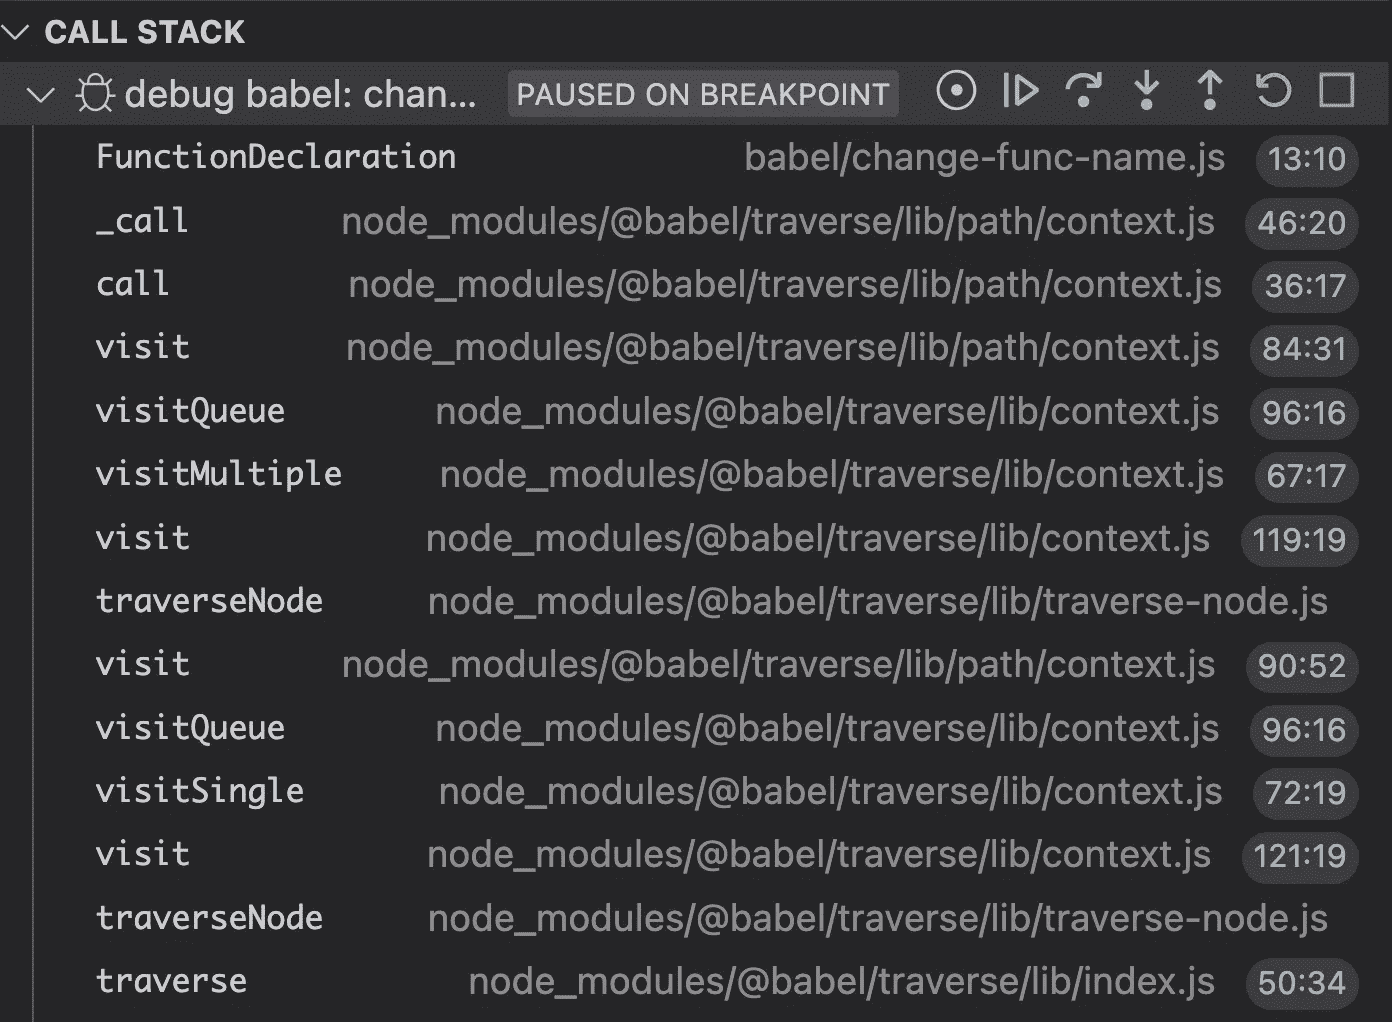 CALL STACK
debug babel: chan... PAUSED ON BREAKPOINT
FunctionDeclaration babel/change-func-name.js 13:10
_call node_modules/@babel/traverse/lib/path/context.js 46:20
call node_modules/@babel/traverse/lib/path/context.js 36:17
visit node_modules/@babel/traverse/lib/path/context.js 84:31
visitQueue node_modules/@babel/traverse/lib/context.js 96:16
visitMultiple node_modules/@babel/traverse/lib/context.js 67:17
visit node_modules/@babel/traverse/lib/context.js 119:19
traverseNode node_modules/@babel/traverse/lib/traverse-node.js
visit node_modules/@babel/traverse/lib/path/context.js 90:52
visitQueue node_modules/@babel/traverse/lib/context.js 96:16
visitSingle node_modules/@babel/traverse/lib/context.js 72:19
visit node_modules/@babel/traverse/lib/context.js 121:19
traverseNode node_modules/@babel/traverse/lib/traverse-node.js
traverse node_modules/@babel/traverse/lib/index.js 50:34